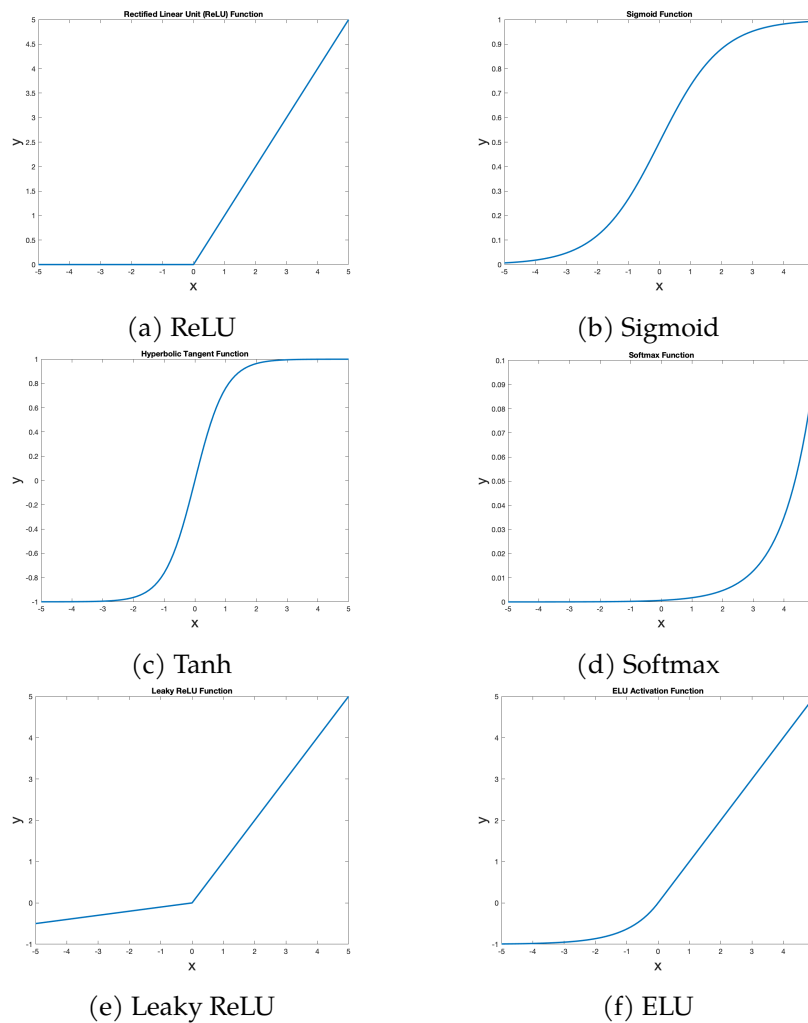 Rectified Linear Unit (ReLU) Function
5
4.5
4
3.5
3
2.5
2
1.5
1
0.5
0
y
-5 -4 -3 -2 -1 0 1 2 3 4 5
x
(a) ReLU
Sigmoid Function
1
0.9
0.8
0.7
0.6
0.5
0.4
0.3
0.2
0.1
0
y
-5 -4 -3 -2 -1 0 1 2 3 4
x
(b) Sigmoid
Hyperbolic Tangent Function
1
0.8
0.6
0.4
0.2
0
-0.2
-0.4
-0.6
-0.8
-1
y
-5 -4 -3 -2 -1 0 1 2 3 4 5
x
(c) Tanh
Softmax Function
0.1
0.09
0.08
0.07
0.06
0.05
0.04
0.03
0.02
0.01
0
y
-5 -4 -3 -2 -1 0 1 2 3 4
x
(d) Softmax
Leaky ReLU Function
5
4
3
2
1
0
-1
y
-5 -4 -3 -2 -1 0 1 2 3 4 5
x
(e) Leaky ReLU
ELU Activation Function
5
4
3
2
1
0
-1
y
-5 -4 -3 -2 -1 0 1 2 3 4
x
(f) ELU